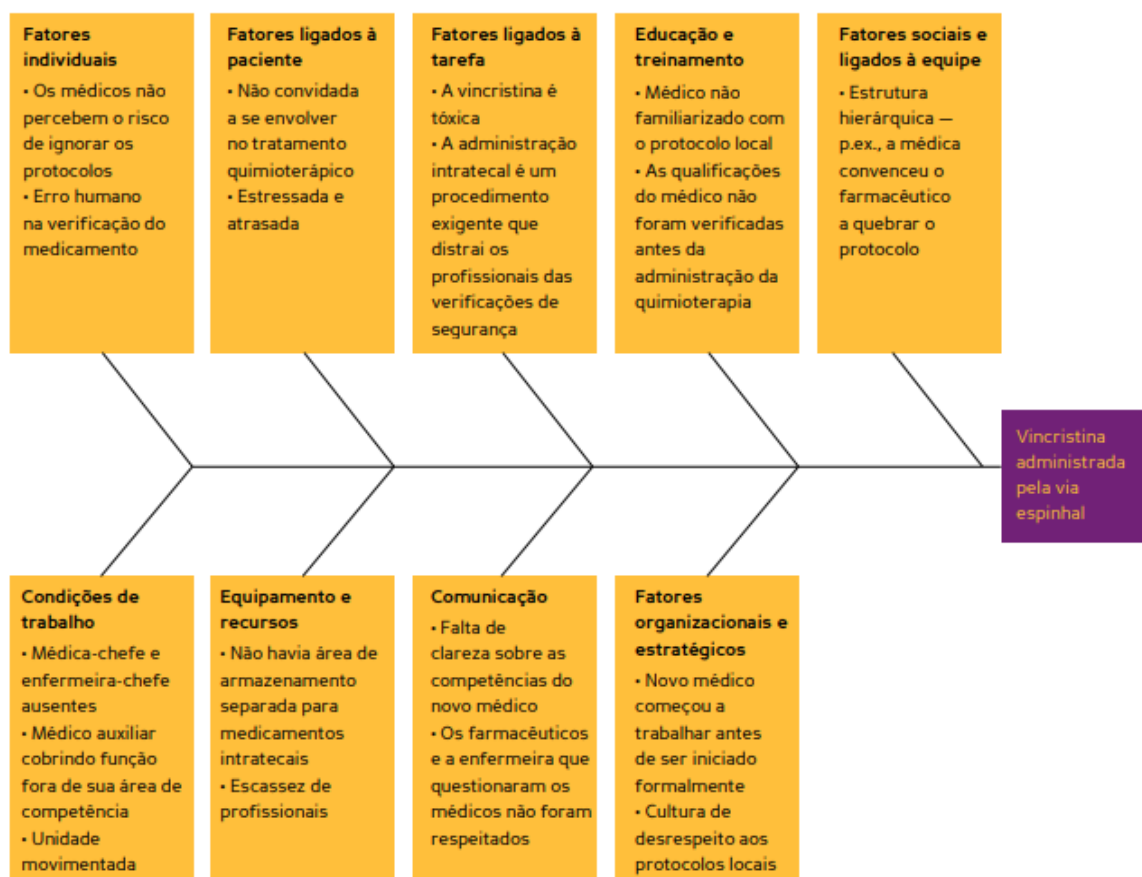 Fatores
individuais
• Os médicos não
percebem o risco
de ignorar os
protocolos
• Erro humano
na verificação do
medicamento
Fatores ligados à
paciente
• Não convidada
a se envolver
no tratamento
quimioterápico
• Estressada e
atrasada
Fatores ligados à
tarefa
• A vincristina é
tóxica
• A administração
intratecal é um
procedimento
exigente que
distrai os
profissionais das
verificações de
segurança
Educação e
treinamento
• Médico não
familiarizado com
o protocolo local
• As qualificações
do médico não
foram verificadas
antes da
administração da
quimioterapia
Fatores sociais e
ligados à equipe
• Estrutura
hierárquica —
p.ex., a médica
convenceu o
farmacêutico
a quebrar o
protocolo
Vincristina
administrada
pela via
espinhal
Condições de
trabalho
• Médica-chefe e
enfermeira-chefe
ausentes
• Médico auxiliar
cobrindo função
fora de sua área de
competência
• Unidade
movimentada
Equipamento e
recursos
• Não havia área de
armazenamento
separada para
medicamentos
intratecais
• Escassez de
profissionais
Comunicação
• Falta de
clareza sobre as
competências do
novo médico
• Os farmacêuticos
e a enfermeira que
questionaram os
médicos não foram
respeitados
Fatores
organizacionais e
estratégicos
• Novo médico
começou a
trabalhar antes
de ser iniciado
formalmente
• Cultura de
desrespeito aos
protocolos locais